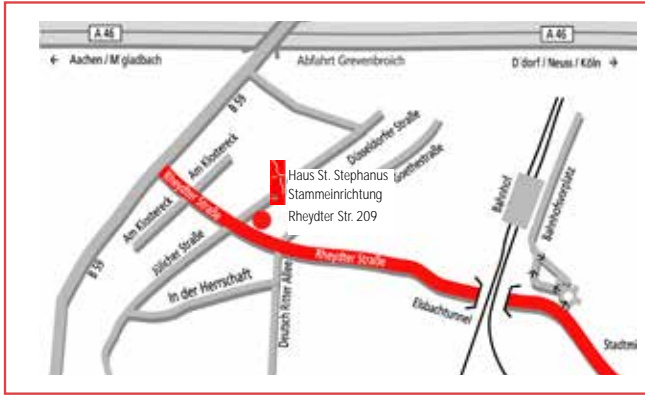 A 46
A 46
← Aachen / M'gladbach
Abfahrt Grevenbroich
D'dorf / Neuss / Köln →
B 59
Düsseldorfer Straße
Goethestraße
Am Klostereck
Haus St. Stephanus
Stammeinrichtung
Rheydter Str. 209
Bahnhof
Bahnhofsvorplatz
Rheydter Straße
Am Klostereck
Jülicher Straße
Rheydter Straße
B 59
In der Herrschaft
Deutsch Ritter Allee
Elsbachtunnel
Stadtmi